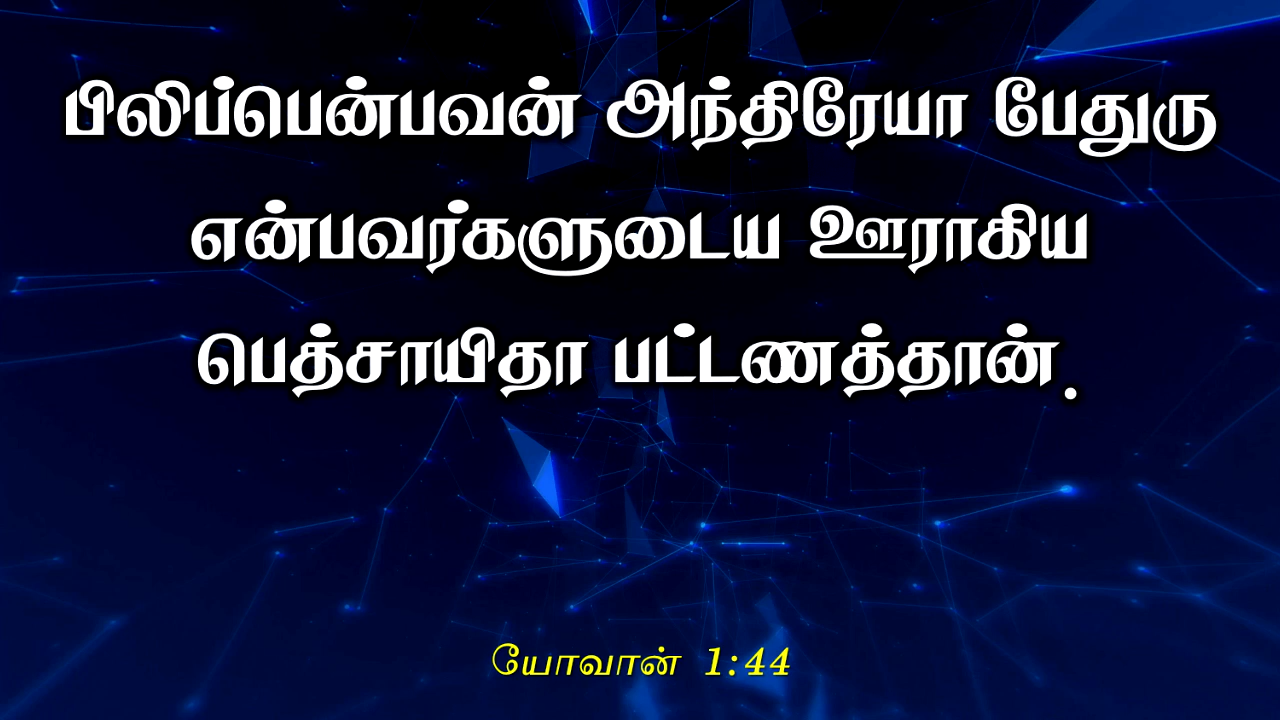 பிலிப்பென்பவன் அந்திரேயா பேதுரு
என்பவர்களுடைய ஊராகிய
பெத்சாயிதா பட்டணத்தான்.
யோவான் 1:44